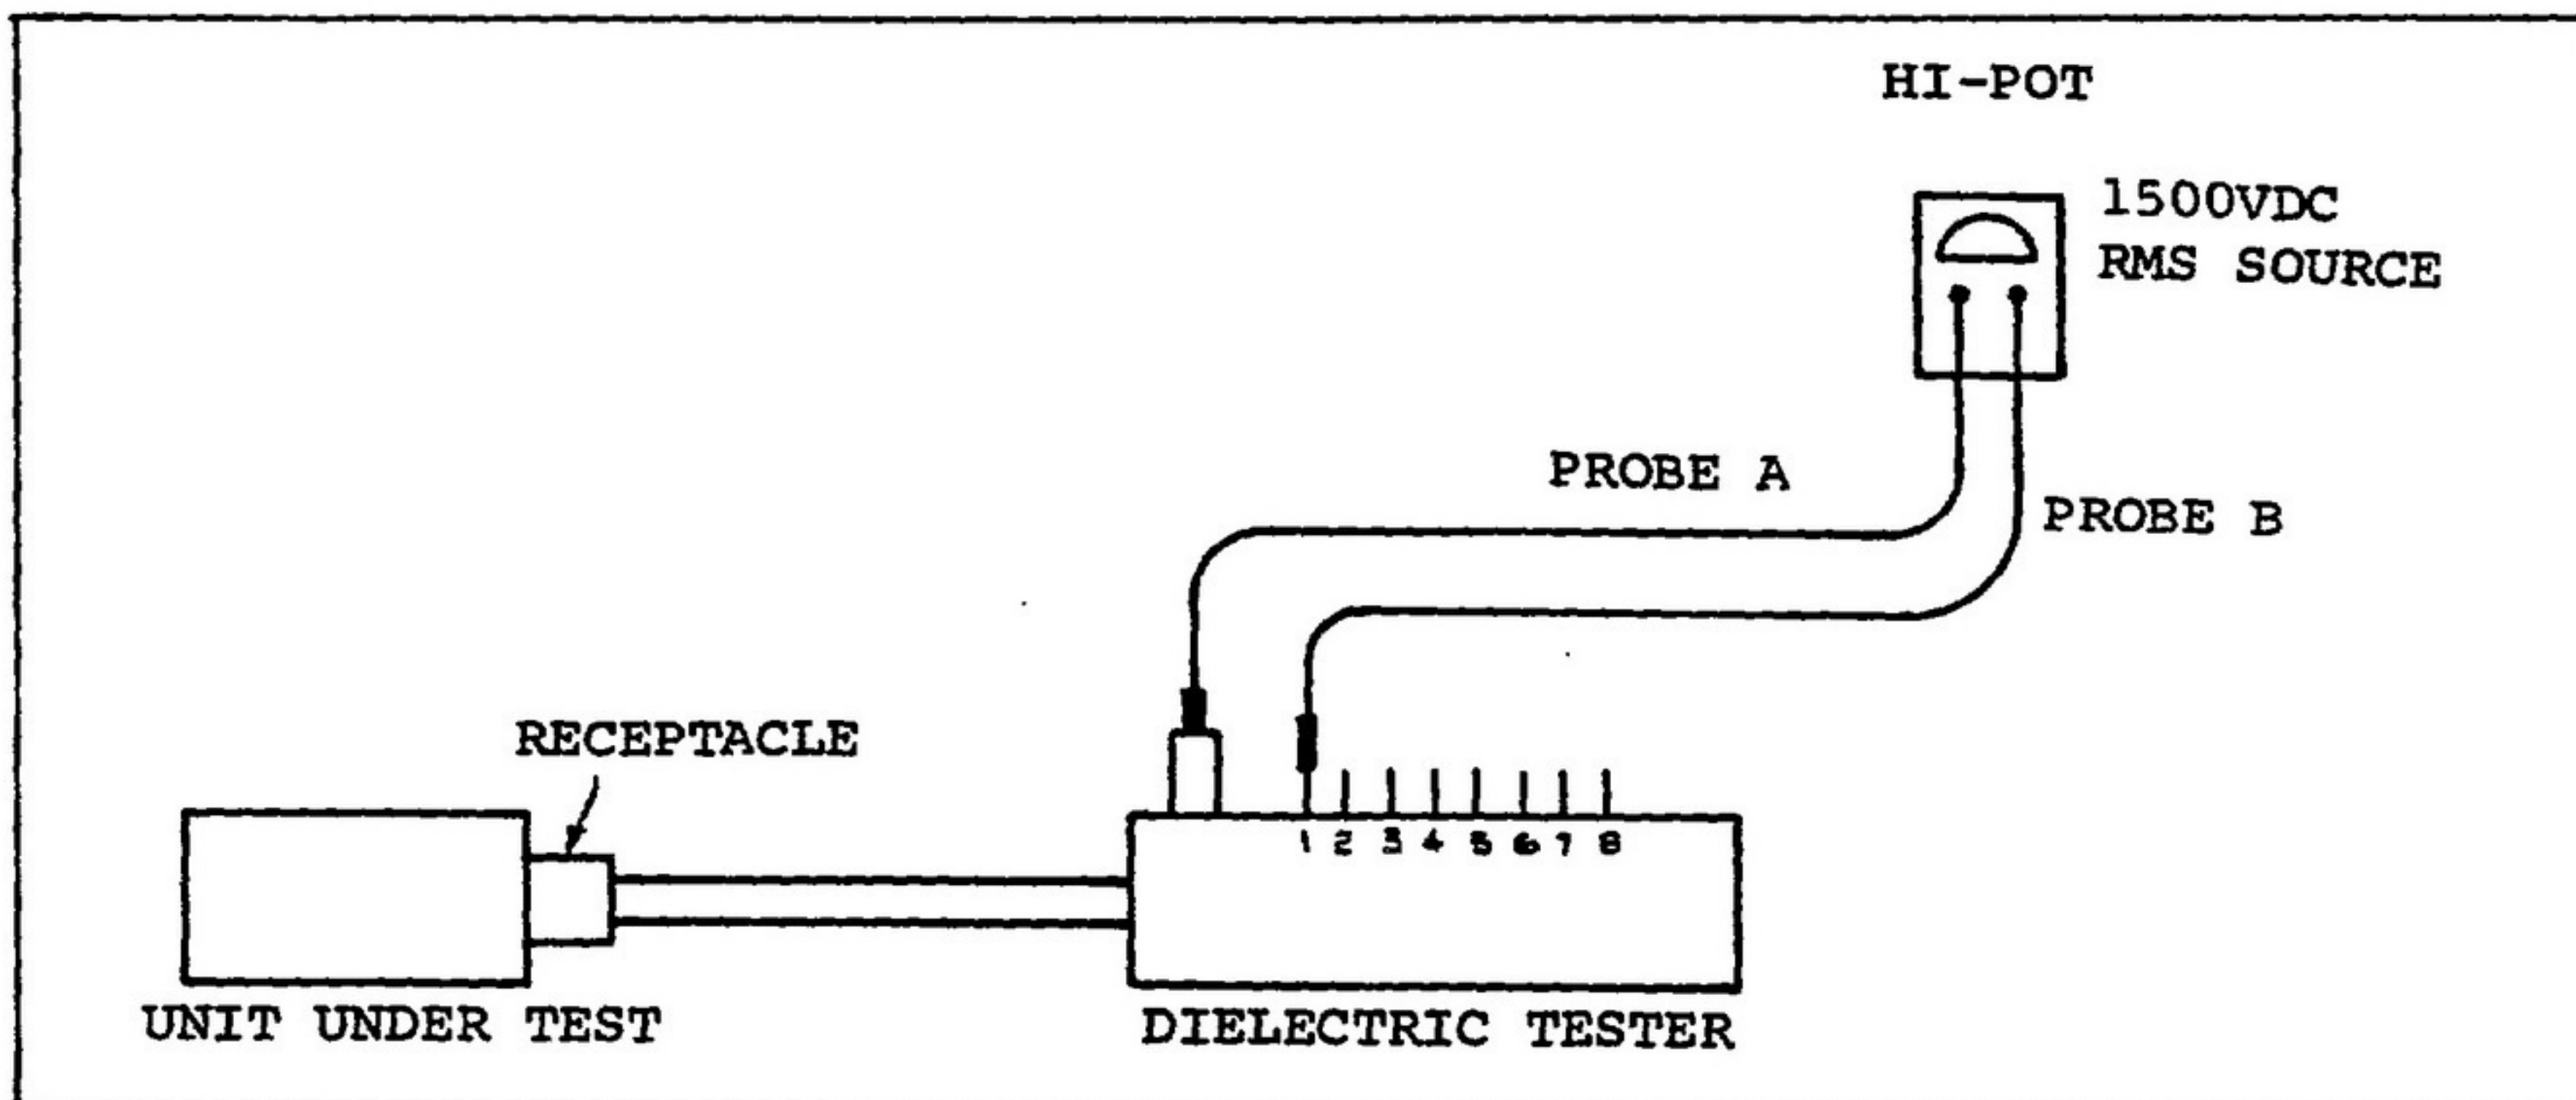 HI-POT
1500VDC
RMS SOURCE
PROBE A
PROBE B
RECEPTACLE
1 2 3 4 5 6 7 8
UNIT UNDER TEST
DIELECTRIC TESTER